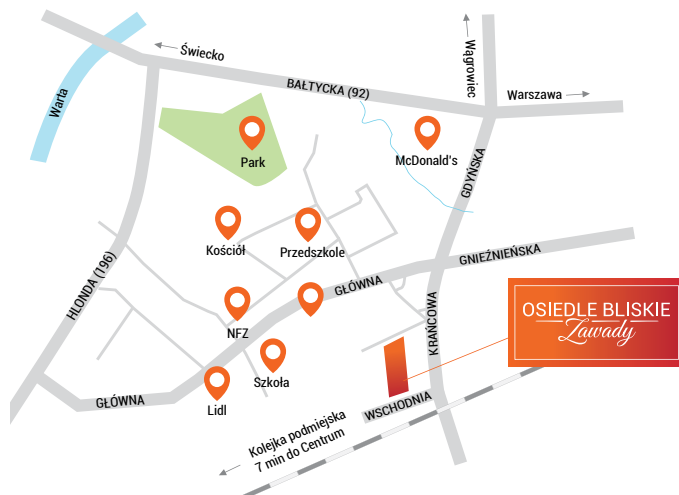 Świecko
Wągrowiec
BAŁTYCKA (92)
Warszawa
Warta
Park
McDonald's
GDYŃSKA
Kościół
Przedszkole
GNIEŹNIEŃSKA
HLONDA (196)
GŁÓWNA
OSIEDLE BLISKIE
Zawady
NFZ
KRAŃCOWA
Szkoła
GŁÓWNA
Lidl
WSCHODNIA
Kolejka podmiejska
7 min do Centrum